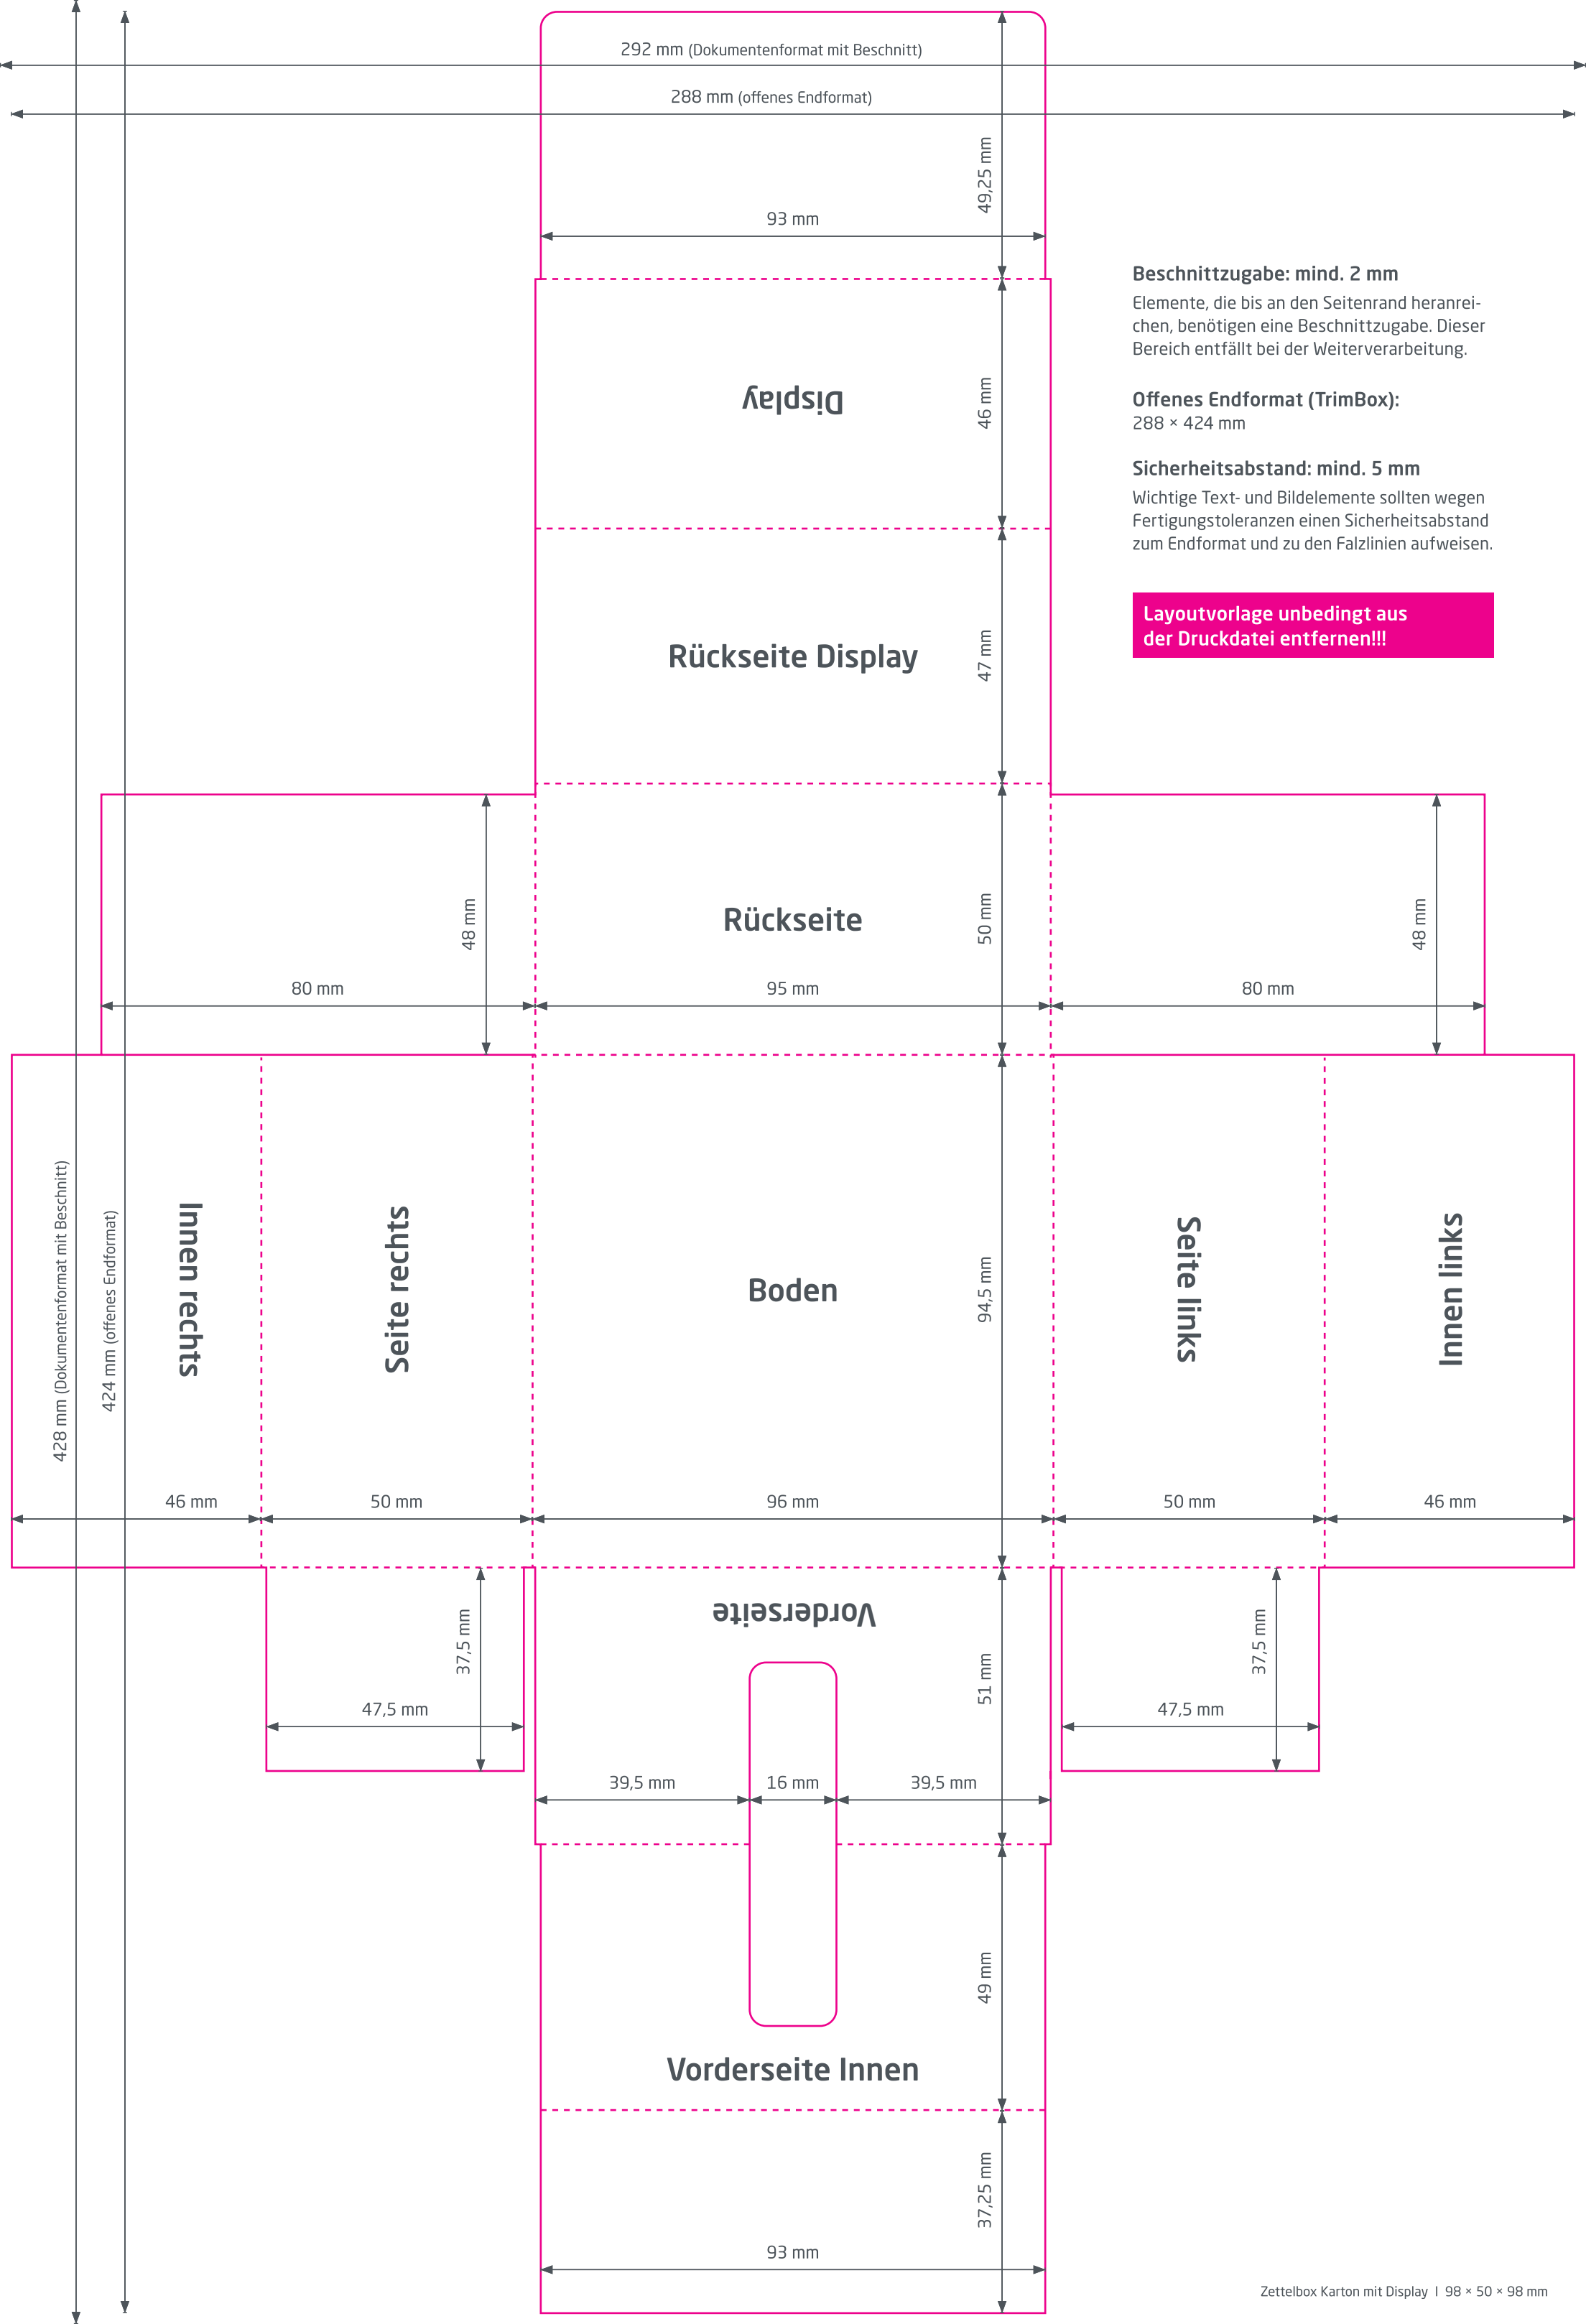 292 mm (Dokumentenformat mit Beschnitt)
288 mm (offenes Endformat)
49,25 mm
93 mm
Beschnittzugabe: mind. 2 mm
Elemente, die bis an den Seitenrand heranrei-
chen, benötigen eine Beschnittzugabe. Dieser
Bereich entfällt bei der Weiterverarbeitung.
Display
46 mm
Offenes Endformat (TrimBox):
288 × 424 mm
Sicherheitsabstand: mind. 5 mm
Wichtige Text- und Bildelemente sollten wegen
Fertigungstoleranzen einen Sicherheitsabstand
zum Endformat und zu den Falzlinien aufweisen.
Layoutvorlage unbedingt aus
der Druckdatei entfernen!!!
Rückseite Display
47 mm
48 mm
Rückseite
50 mm
48 mm
80 mm
95 mm
80 mm
428 mm (Dokumentenformat mit Beschnitt)
424 mm (offenes Endformat)
Innen rechts
Seite rechts
Boden
94,5 mm
Seite links
Innen links
46 mm
50 mm
96 mm
50 mm
46 mm
Vorderseite
37,5 mm
51 mm
37,5 mm
47,5 mm
47,5 mm
39,5 mm
16 mm
39,5 mm
49 mm
Vorderseite Innen
37,25 mm
93 mm
Zettelbox Karton mit Display I 98 × 50 × 98 mm